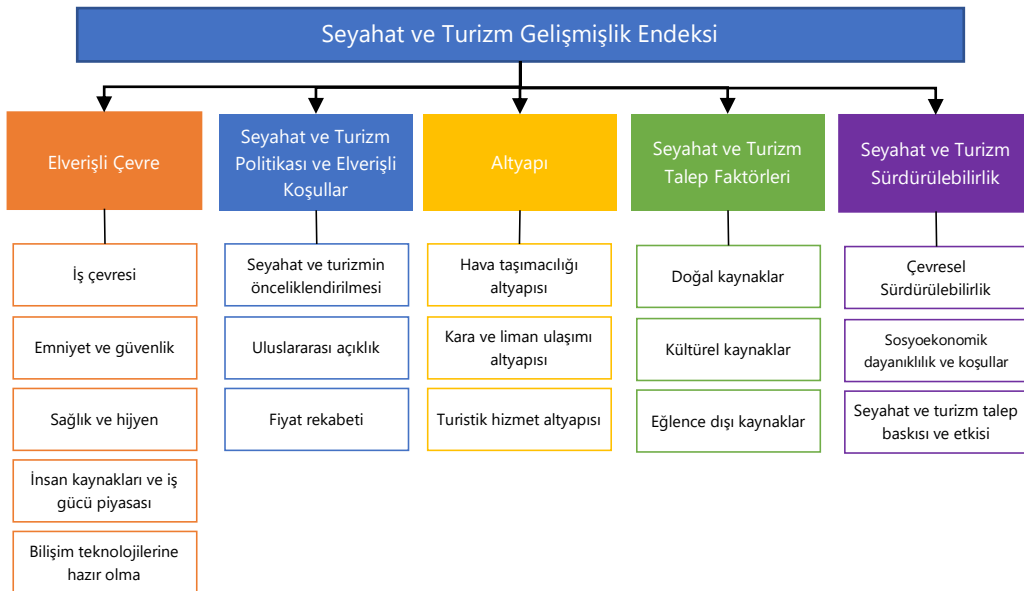 Seyahat ve Turizm Gelişmişlik Endeksi
Elverişli Çevre
Seyahat ve Turizm
Politikası ve Elverişli
Koşullar
Altyapı
Seyahat ve Turizm
Talep Faktörleri
Seyahat ve Turizm
Sürdürülebilirlik
İş çevresi
Emniyet ve güvenlik
Sağlık ve hijyen
İnsan kaynakları ve iş
gücü piyasası
Bilişim teknolojilerine
hazır olma
Seyahat ve turizmin
önceliklendirilmesi
Uluslararası açıklık
Fiyat rekabeti
Hava taşımacılığı
altyapısı
Kara ve liman ulaşımı
altyapısı
Turistik hizmet altyapısı
Doğal kaynaklar
Kültürel kaynaklar
Eğlence dışı kaynaklar
Çevresel
Sürdürülebilirlik
Sosyoekonomik
dayanıklılık ve koşullar
Seyahat ve turizm talep
baskısı ve etkisi